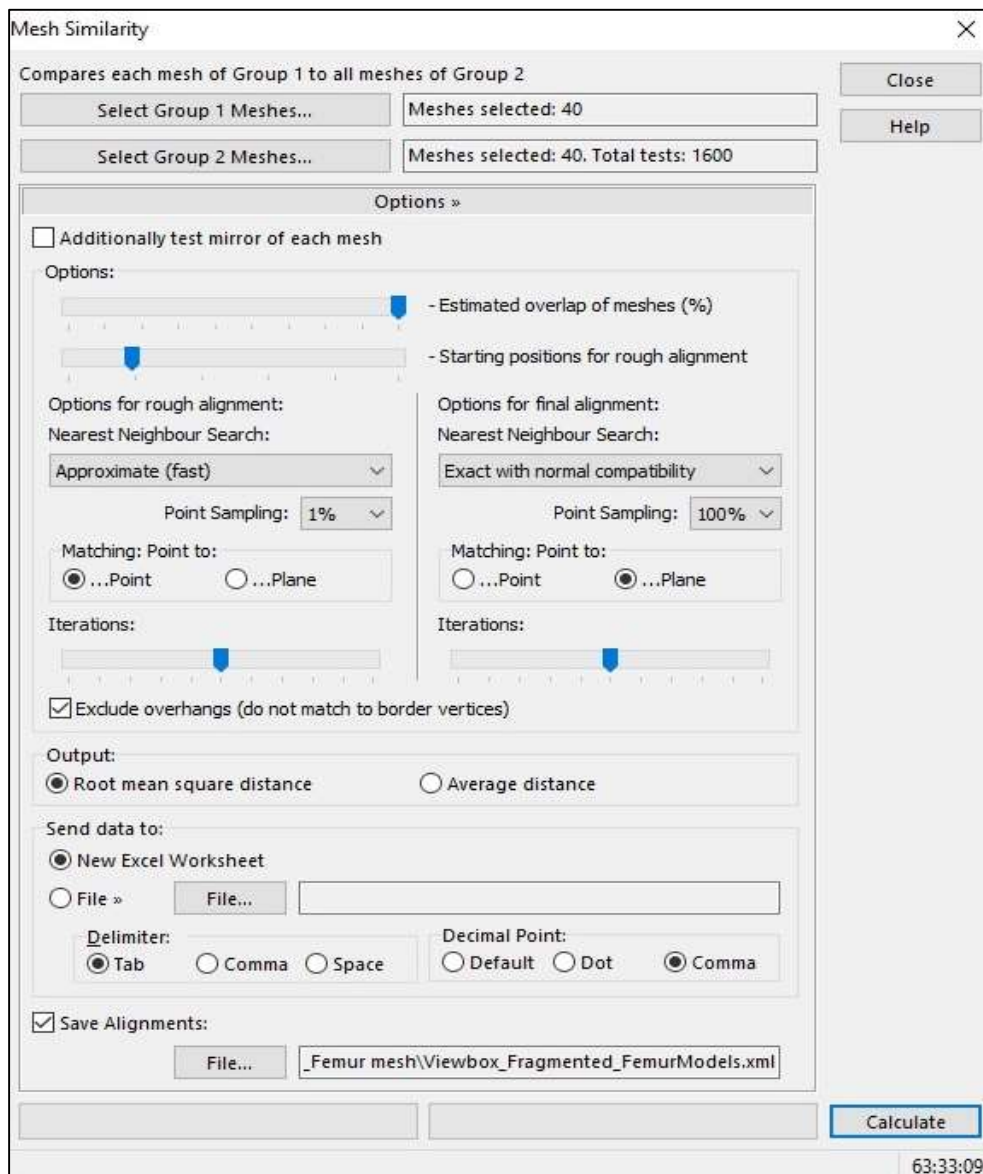 Mesh Similarity
Compares each mesh of Group 1 to all meshes of Group 2
Close
Select Group 1 Meshes... Meshes selected: 40
Help
Select Group 2 Meshes... Meshes selected: 40. Total tests: 1600
Options »
Additionally test mirror of each mesh
Options:
- Estimated overlap of meshes (%)
- Starting positions for rough alignment
Options for rough alignment:
Nearest Neighbour Search:
Approximate (fast)
Point Sampling: 1%
Matching: Point to:
...Point ...Plane
Iterations:
Options for final alignment:
Nearest Neighbour Search:
Exact with normal compatibility
Point Sampling: 100%
Matching: Point to:
...Point ...Plane
Iterations:
Exclude overhangs (do not match to border vertices)
Output:
Root mean square distance Average distance
Send data to:
New Excel Worksheet
File » File...
Delimiter:
Tab Comma Space
Decimal Point:
Default Dot Comma
Save Alignments:
File... _Femur mesh\Viewbox_Fragmented_FemurModels.xml
Calculate
63:33:09